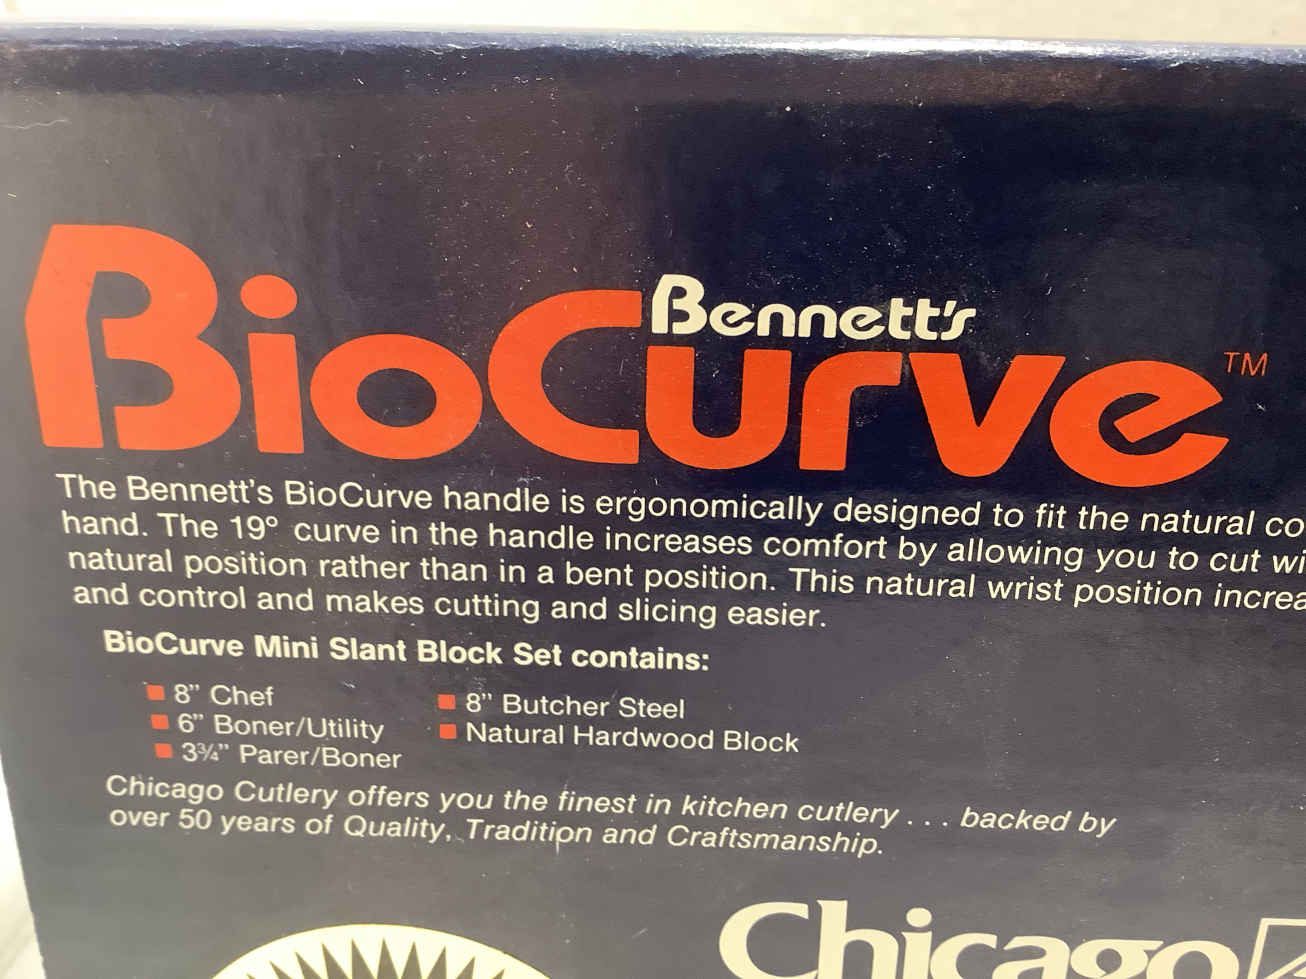 Bennett's
BioCurve™
The Bennett's BioCurve handle is ergonomically designed to fit the natural
hand. The 19° curve in the handle increases comfort by allowing you to cut
natural position rather than in a bent position. This natural wrist position
and control and makes cutting and slicing easier.
BioCurve Mini Slant Block Set contains:
■ 8" Chef
■ 6" Boner/Utility
■ 3¾" Parer/Boner
■ 8" Butcher Steel
■ Natural Hardwood Block
Chicago Cutlery offers you the finest in kitchen cutlery . . . backed by
over 50 years of Quality, Tradition and Craftsmanship.
Chicago